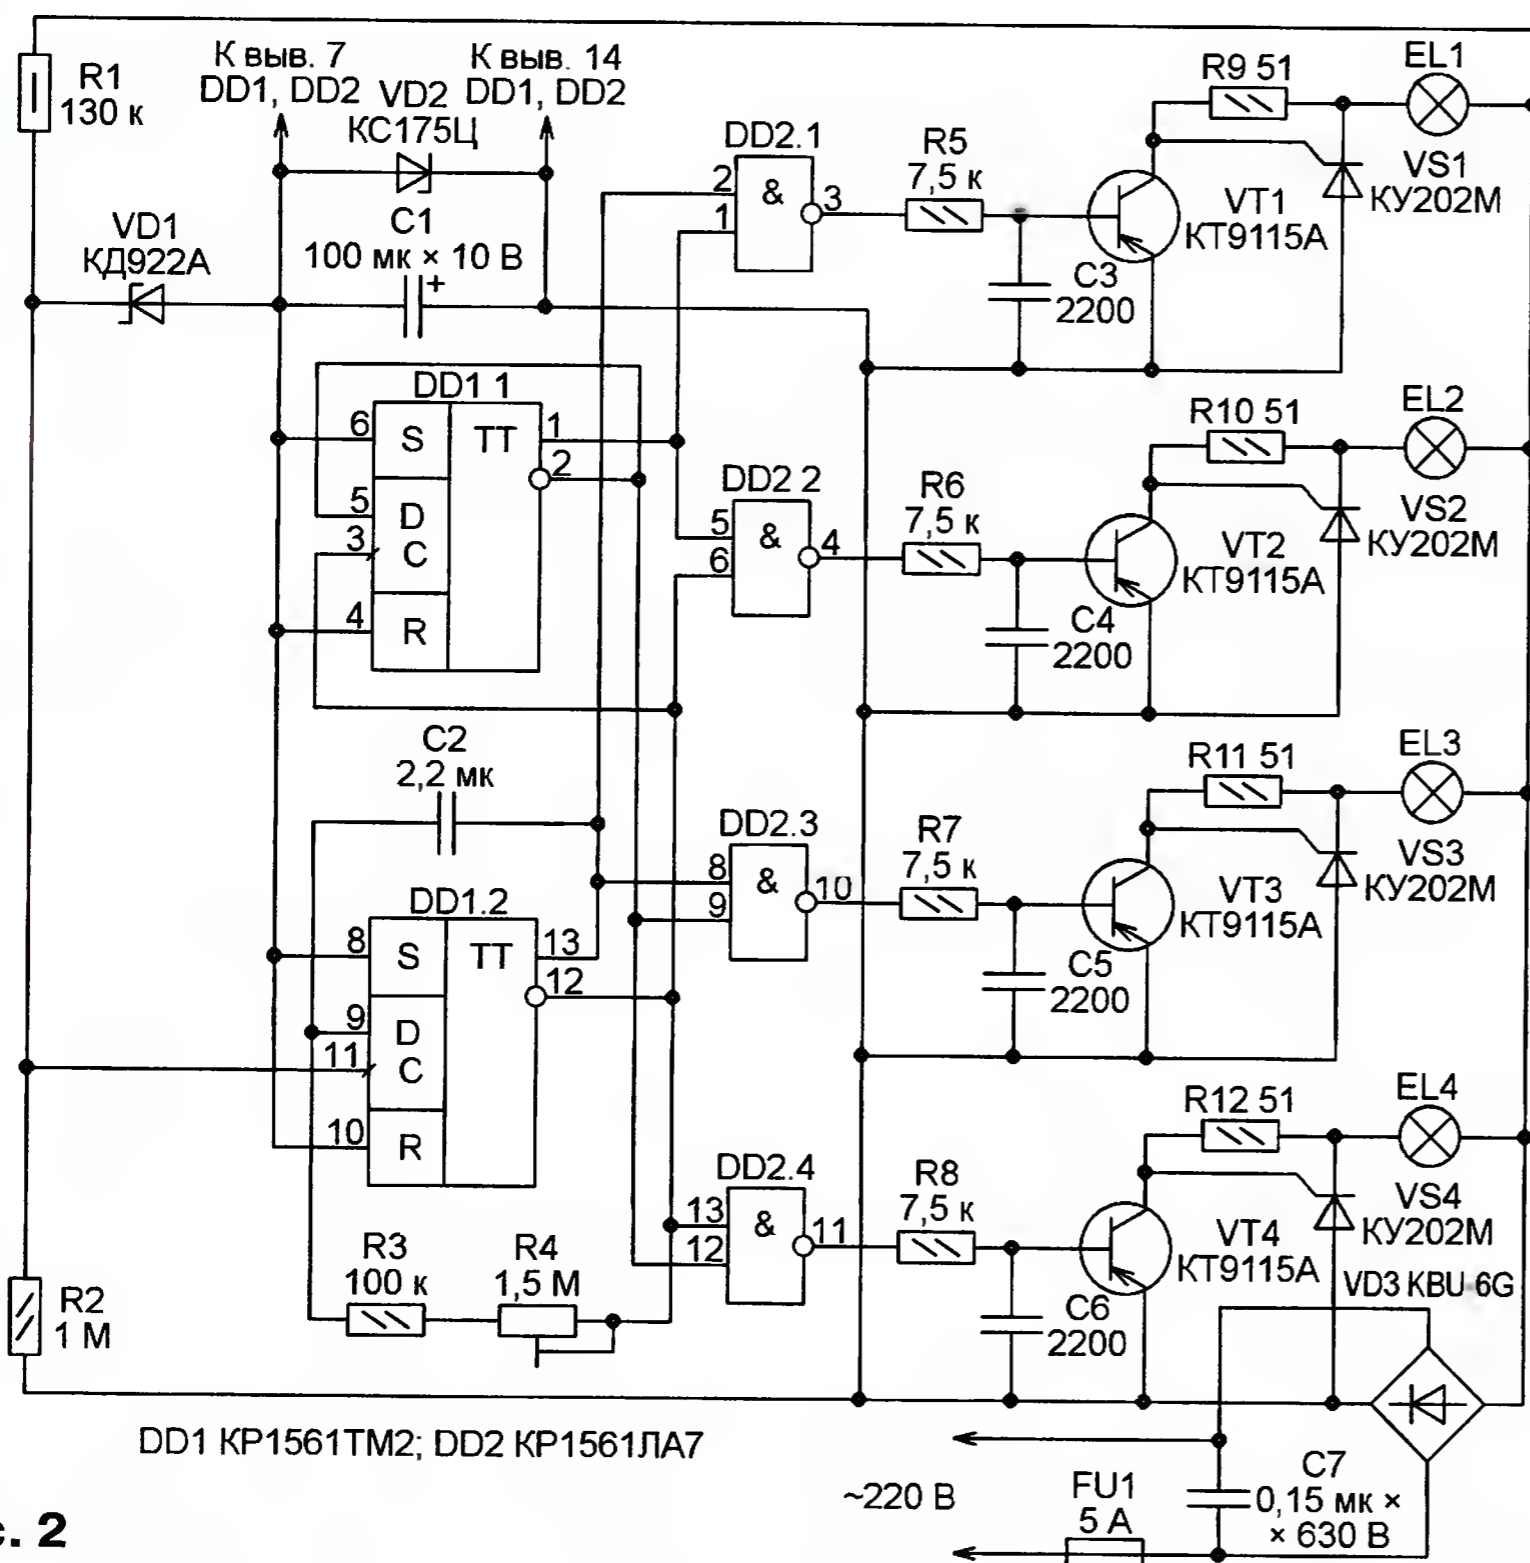 R1
130 к
К выв. 7
DD1, DD2
К выв. 14
DD1, DD2
VD2
КС175Ц
VD1
КД922А
C1
100 мк × 10 В
+
DD1 1
6
S
TT
1
2
5
D
3
C
4
R
C2
2,2 мк
DD1.2
8
S
TT
13
12
9
D
11
C
10
R
R3
100 к
R4
1,5 М
R2
1 М
DD2.1
2
&
1
3
R5
7,5 к
C3
2200
VT1
КТ9115А
R9 51
EL1
VS1
КУ202М
DD2 2
5
&
6
4
R6
7,5 к
C4
2200
VT2
КТ9115А
R10 51
EL2
VS2
КУ202М
DD2.3
8
&
9
10
R7
7,5 к
C5
2200
VT3
КТ9115А
R11 51
EL3
VS3
КУ202М
DD2.4
13
&
12
11
R8
7,5 к
C6
2200
VT4
КТ9115А
R12 51
EL4
VS4
КУ202М
VD3 KBU-6G
DD1 КР1561ТМ2; DD2 КР1561ЛА7
~220 В
FU1
5 А
C7
0,15 мк ×
× 630 В
с. 2